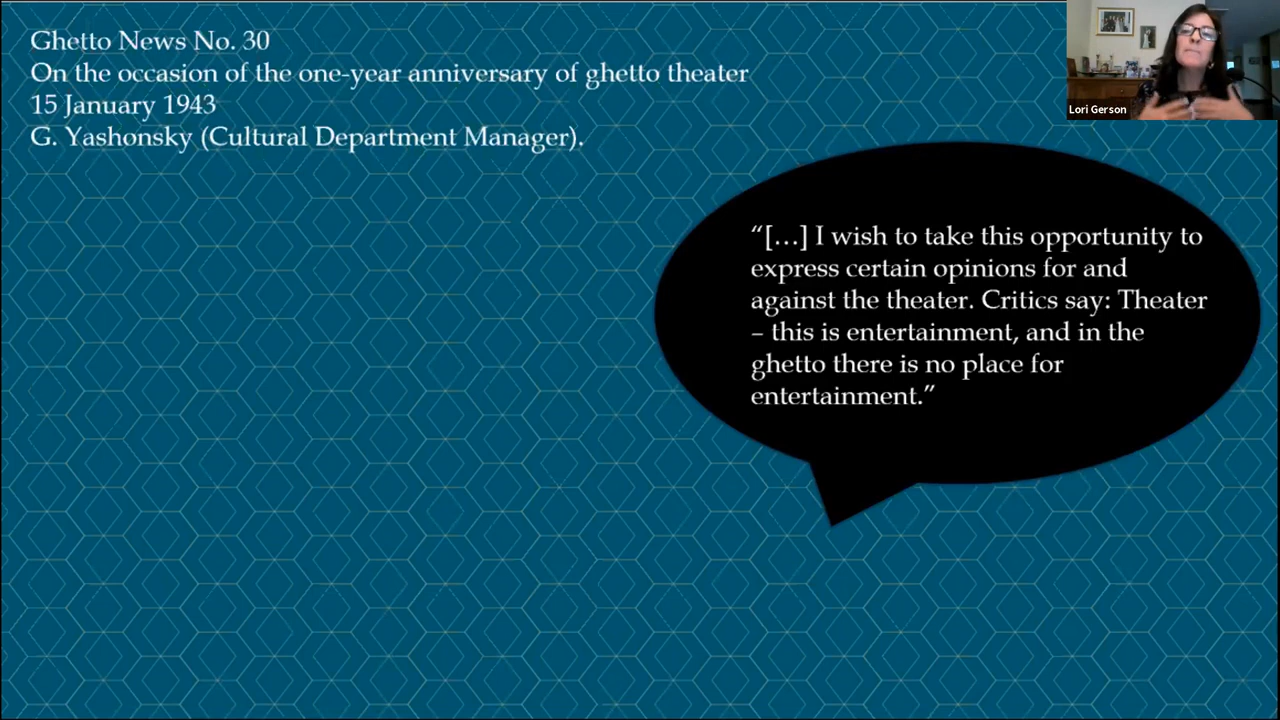 Ghetto News No. 30
On the occasion of the one-year anniversary of ghetto theater
15 January 1943
G. Yashonsky (Cultural Department Manager).
Lori Gerson
“[…] I wish to take this opportunity to
express certain opinions for and
against the theater. Critics say: Theater
– this is entertainment, and in the
ghetto there is no place for
entertainment.”